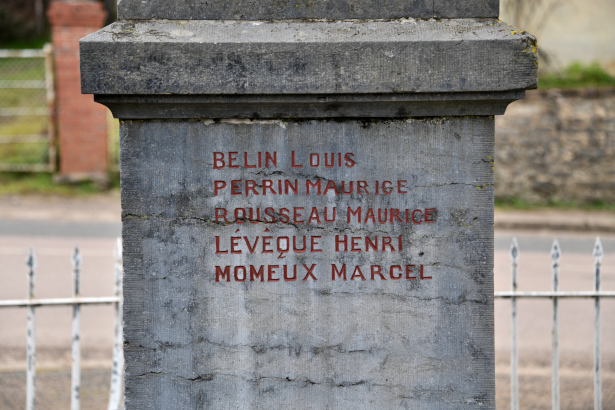 BELIN LOUIS
PERRIN MAURICE
ROUSSEAU MAURICE
LÉVÊQUE HENRI
MOMEUX MARCEL